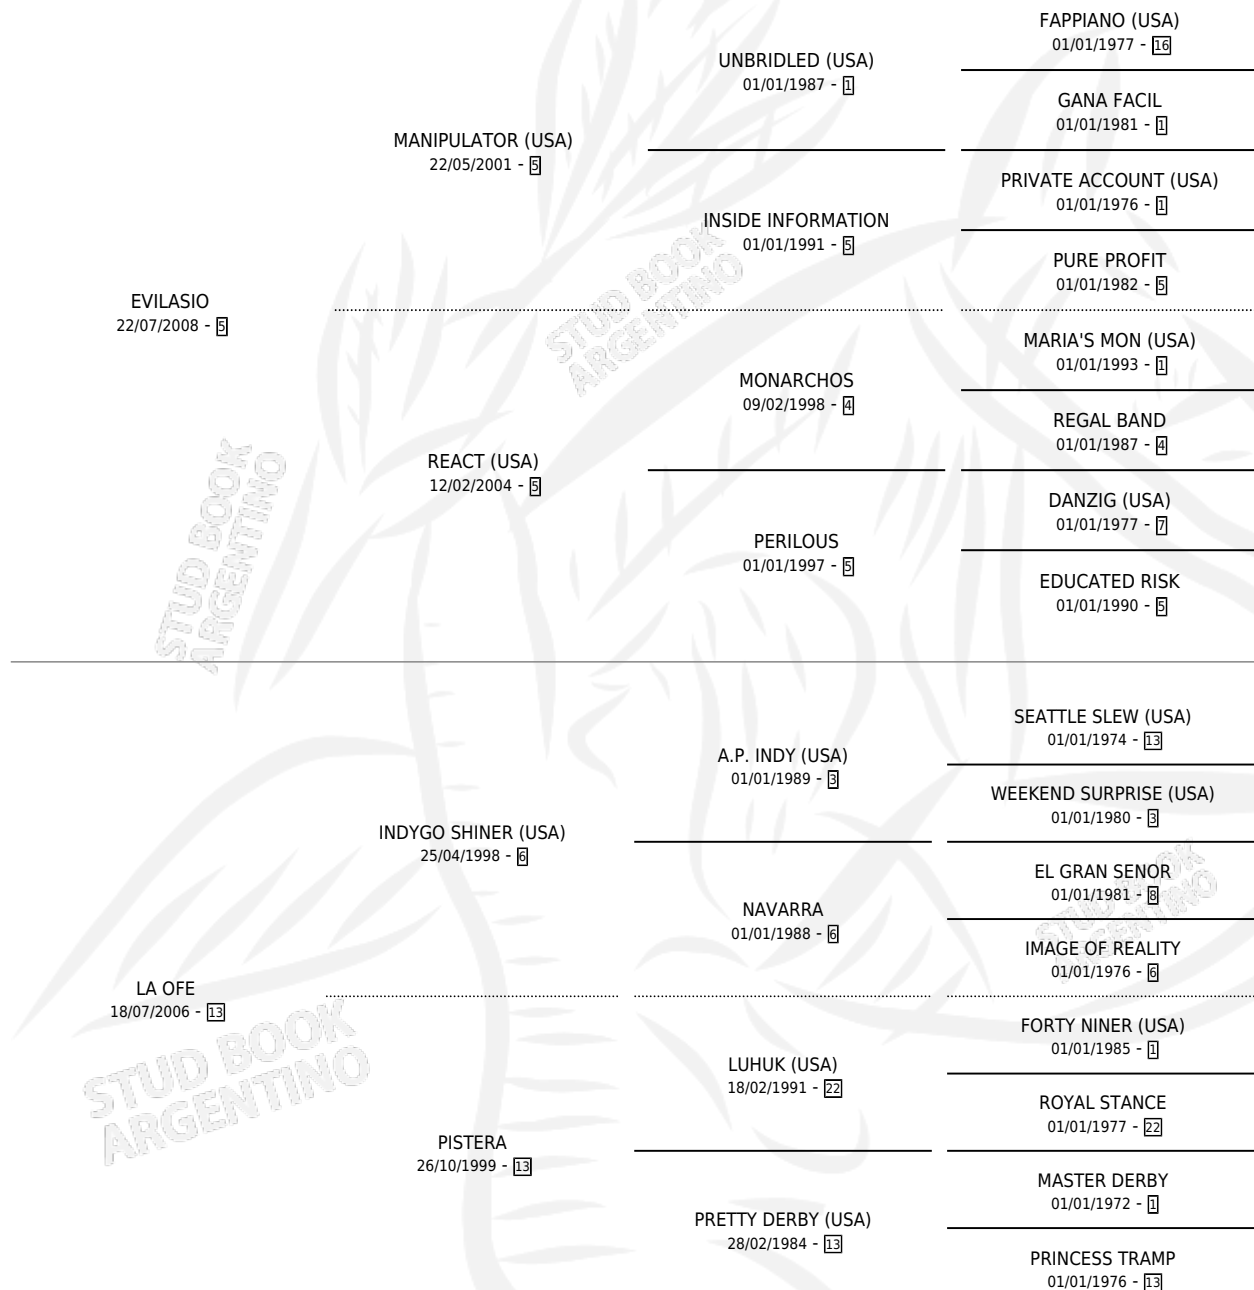 FAPPIANO (USA)
01/01/1977 - 16
UNBRIDLED (USA)
01/01/1987 - 1
GANA FACIL
01/01/1981 - 1
MANIPULATOR (USA)
22/05/2001 - 5
PRIVATE ACCOUNT (USA)
01/01/1976 - 1
INSIDE INFORMATION
01/01/1991 - 5
PURE PROFIT
01/01/1982 - 5
EVILASIO
22/07/2008 - 5
MARIA'S MON (USA)
01/01/1993 - 1
MONARCHOS
09/02/1998 - 4
REGAL BAND
01/01/1987 - 4
REACT (USA)
12/02/2004 - 5
DANZIG (USA)
01/01/1977 - 7
PERILOUS
01/01/1997 - 5
EDUCATED RISK
01/01/1990 - 5
SEATTLE SLEW (USA)
01/01/1974 - 13
A.P. INDY (USA)
01/01/1989 - 3
WEEKEND SURPRISE (USA)
01/01/1980 - 3
INDYGO SHINER (USA)
25/04/1998 - 6
EL GRAN SENOR
01/01/1981 - 8
NAVARRA
01/01/1988 - 6
IMAGE OF REALITY
01/01/1976 - 6
LA OFE
18/07/2006 - 13
FORTY NINER (USA)
01/01/1985 - 1
LUHUK (USA)
18/02/1991 - 22
ROYAL STANCE
01/01/1977 - 22
PISTERA
26/10/1999 - 13
MASTER DERBY
01/01/1972 - 1
PRETTY DERBY (USA)
28/02/1984 - 13
PRINCESS TRAMP
01/01/1976 - 13
STUD BOOK
ARGENTINO
STUD BOOK
ARGENTINO
STUD BOOK
ARGENTINO
STUD BOOK
ARGENTINO